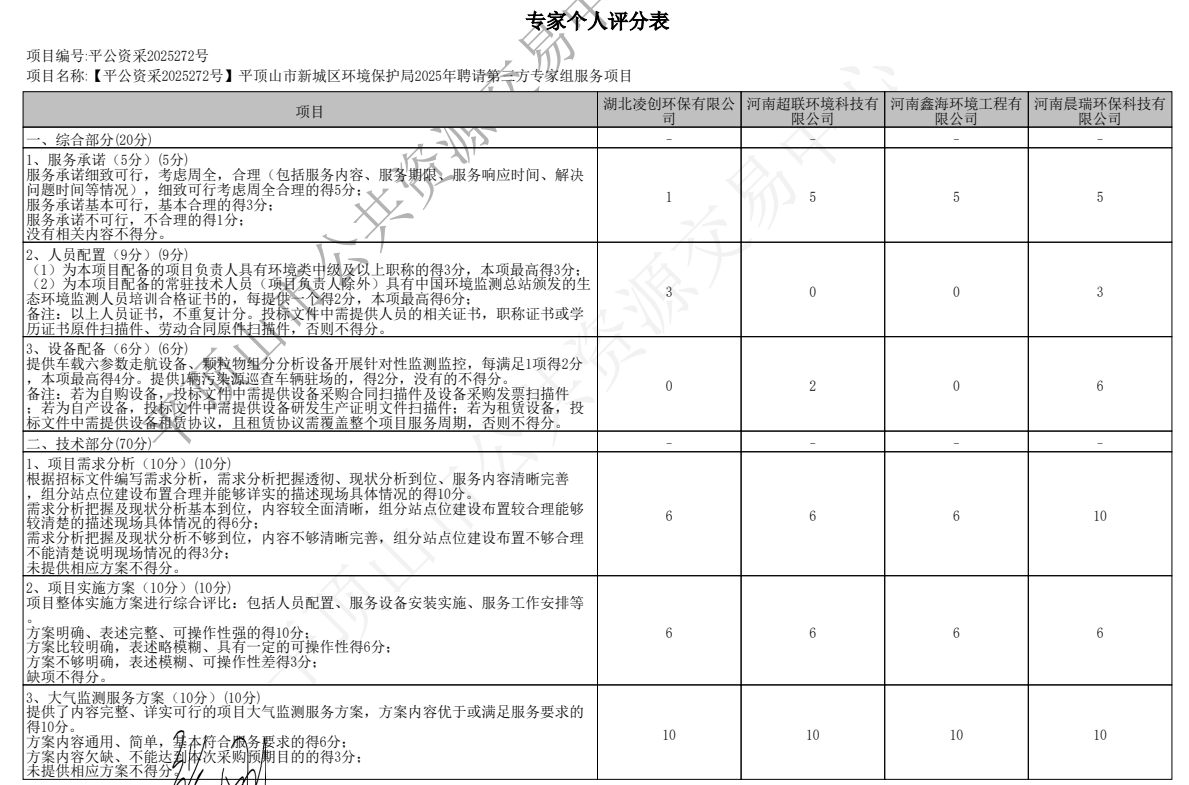 专家个人评分表
项目编号:平公资采2025272号
项目名称:【平公资采2025272号】平顶山市新城区环境保护局2025年聘请第三方专家组服务项目
项目 湖北凌创环保有限公司 河南超联环境科技有限公司 河南鑫海环境工程有限公司 河南晨瑞环保科技有限公司
一、综合部分(20分) - - - -
1、服务承诺（5分）(5分)
服务承诺细致可行，考虑周全，合理（包括服务内容、服务期限、服务响应时间、解决
问题时间等情况），细致可行考虑周全合理的得5分；
服务承诺基本可行，基本合理的得3分；
服务承诺不可行，不合理的得1分；
没有相关内容不得分。
1 5 5 5
2、人员配置（9分）(9分)
（1）为本项目配备的项目负责人具有环境类中级及以上职称的得3分，本项最高得3分；
（2）为本项目配备的常驻技术人员（项目负责人除外）具有中国环境监测总站颁发的生
态环境监测人员培训合格证书的，每提供一个得2分，本项最高得6分；
备注：以上人员证书，不重复计分。投标文件中需提供人员的相关证书，职称证书或学
历证书原件扫描件、劳动合同原件扫描件，否则不得分。
3 0 0 3
3、设备配备（6分）(6分)
提供车载六参数走航设备、颗粒物组分分析设备开展针对性监测监控，每满足1项得2分
，本项最高得4分。提供1辆污染源巡查车辆驻场的，得2分，没有的不得分。
备注：若为自购设备，投标文件中需提供设备采购合同扫描件及设备采购发票扫描件
；若为自产设备，投标文件中需提供设备研发生产证明文件扫描件；若为租赁设备，投
标文件中需提供设备租赁协议，且租赁协议需覆盖整个项目服务周期，否则不得分。
0 2 0 6
二、技术部分(70分) - - - -
1、项目需求分析（10分）(10分)
根据招标文件编写需求分析，需求分析把握透彻、现状分析到位、服务内容清晰完善
，组分站点位建设布置合理并能够详实的描述现场具体情况的得10分。
需求分析把握及现状分析基本到位，内容较全面清晰，组分站点位建设布置较合理能够
较清楚的描述现场具体情况的得6分；
需求分析把握及现状分析不够到位，内容不够清晰完善，组分站点位建设布置不够合理
不能清楚说明现场情况的得3分；
未提供相应方案不得分。
6 6 6 10
2、项目实施方案（10分）(10分)
项目整体实施方案进行综合评比：包括人员配置、服务设备安装实施、服务工作安排等
。
方案明确、表述完整、可操作性强的得10分；
方案比较明确，表述略模糊、具有一定的可操作性得6分；
方案不够明确，表述模糊、可操作性差得3分；
缺项不得分。
6 6 6 6
3、大气监测服务方案（10分）(10分)
提供了内容完整、详实可行的项目大气监测服务方案，方案内容优于或满足服务要求的
得10分。
方案内容通用、简单，基本符合服务要求的得6分；
方案内容欠缺、不能达到本次采购预期目的的得3分；
未提供相应方案不得分。
10 10 10 10
平顶山市公共资源交易中心
平顶山市公共资源交易中心